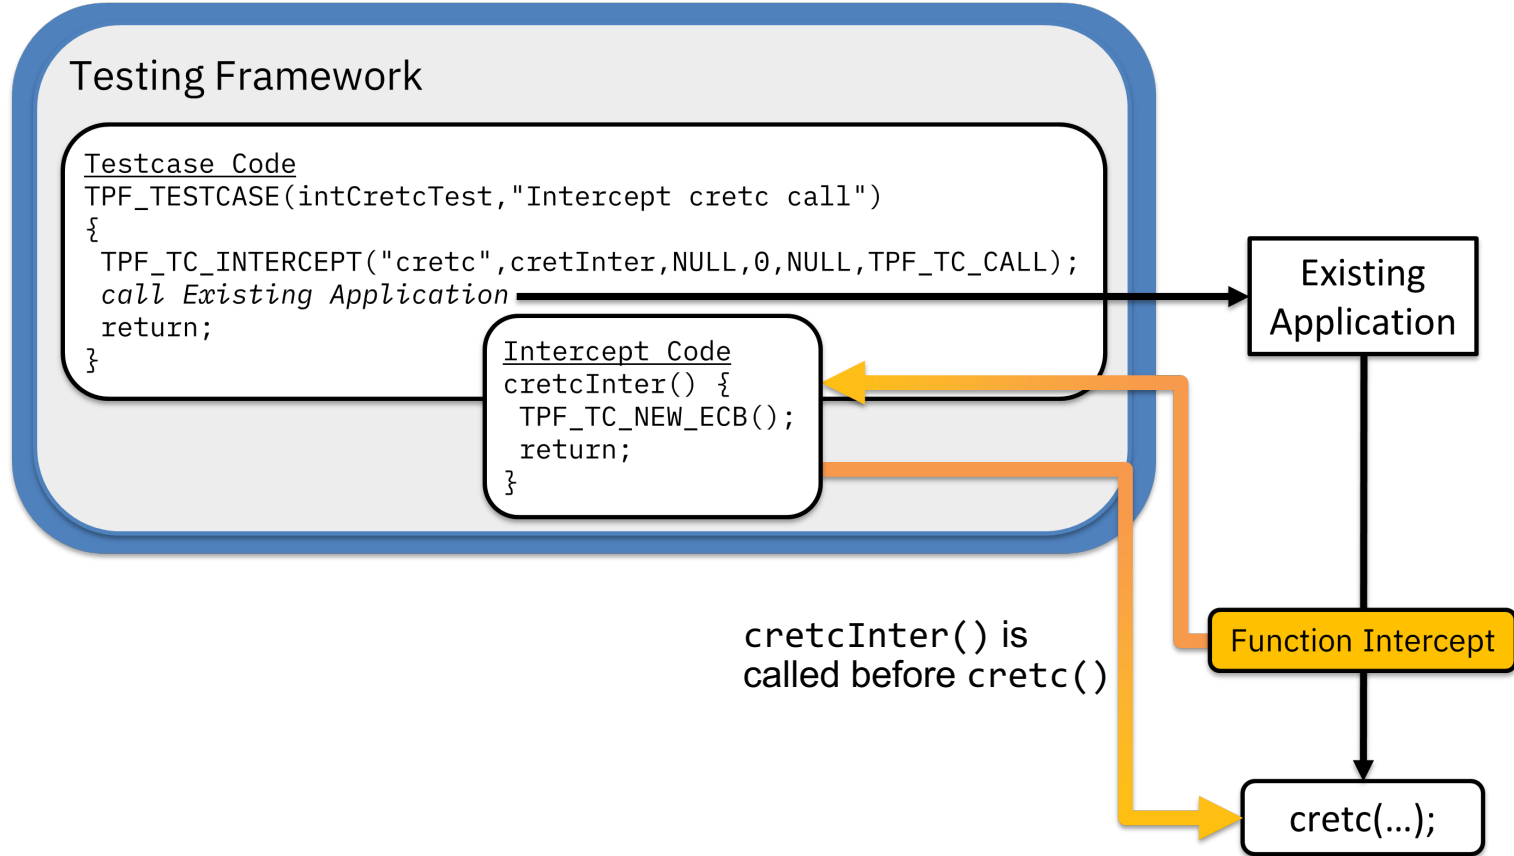 Testing Framework
Testcase Code
TPF_TESTCASE(intCretcTest,"Intercept cretc call")
{
TPF_TC_INTERCEPT("cretc",cretInter,NULL,0,NULL,TPF_TC_CALL);
call Existing Application
return;
}
Existing
Application
Intercept Code
cretcInter() {
TPF_TC_NEW_ECB();
return;
}
cretcInter() is
called before cretc()
Function Intercept
cretc(...);